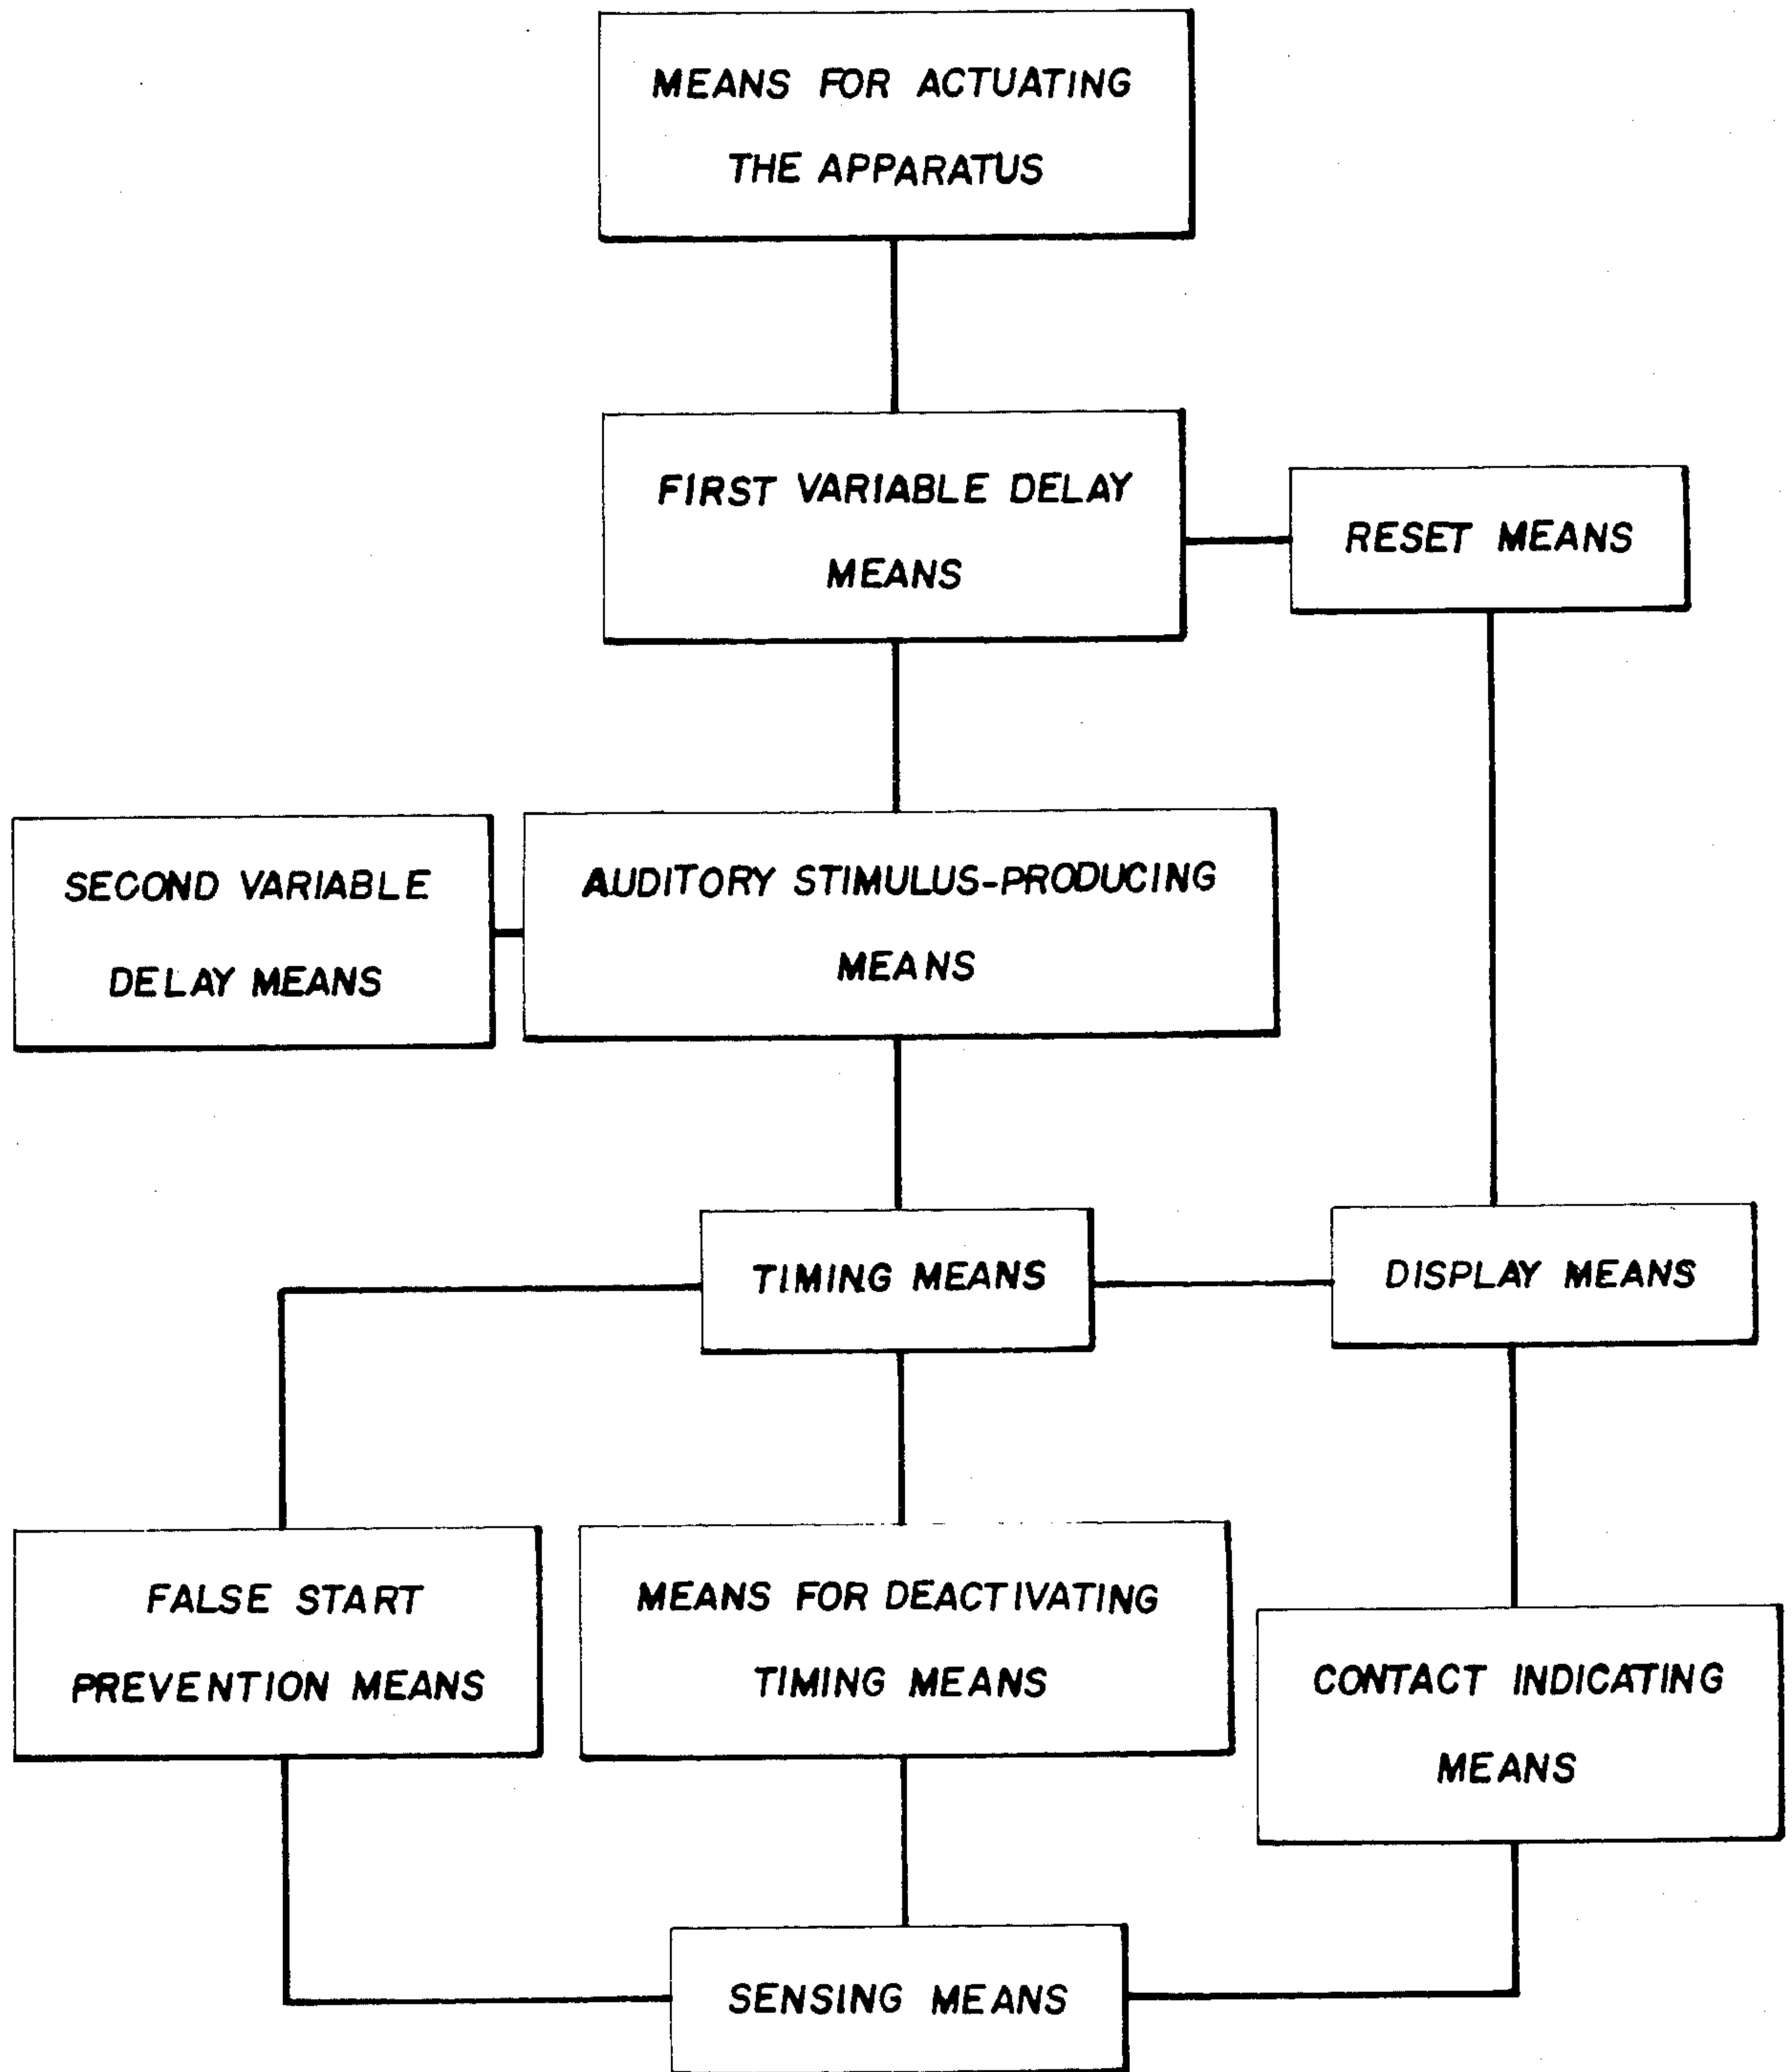 MEANS FOR ACTUATING
THE APPARATUS
FIRST VARIABLE DELAY
MEANS
RESET MEANS
SECOND VARIABLE
DELAY MEANS
AUDITORY STIMULUS-PRODUCING
MEANS
TIMING MEANS
DISPLAY MEANS
FALSE START
PREVENTION MEANS
MEANS FOR DEACTIVATING
TIMING MEANS
CONTACT INDICATING
MEANS
SENSING MEANS